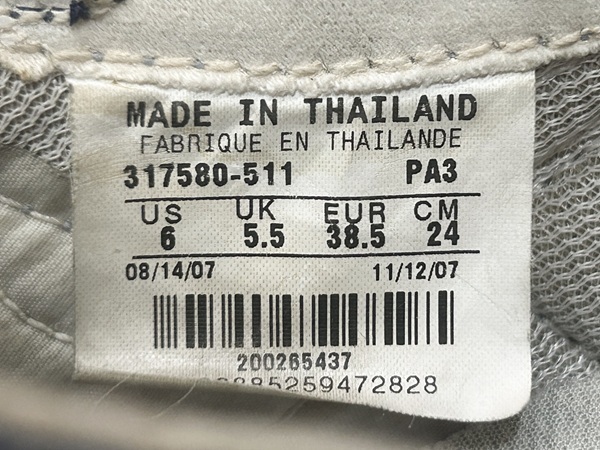 MADE IN THAILAND
FABRIQUE EN THAILANDE
317580-511 PA3
US UK EUR CM
6 5.5 38.5 24
08/14/07 11/12/07
200265437